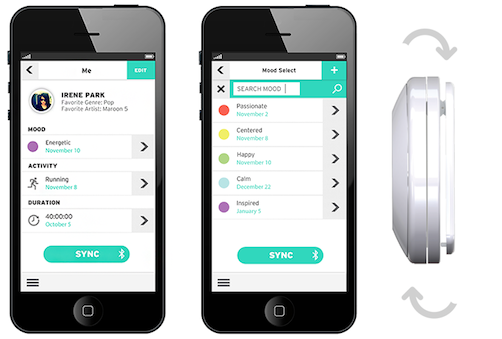 Me
EDIT
IRENE PARK
Favorite Genre: Pop
Favorite Artist: Maroon 5
MOOD
Energetic
November 10
ACTIVITY
Running
November 8
DURATION
40:00:00
October 5
SYNC
Mood Select
+
SEARCH MOOD
Passionate
November 2
Centered
November 8
Happy
November 10
Calm
December 22
Inspired
January 5
SYNC